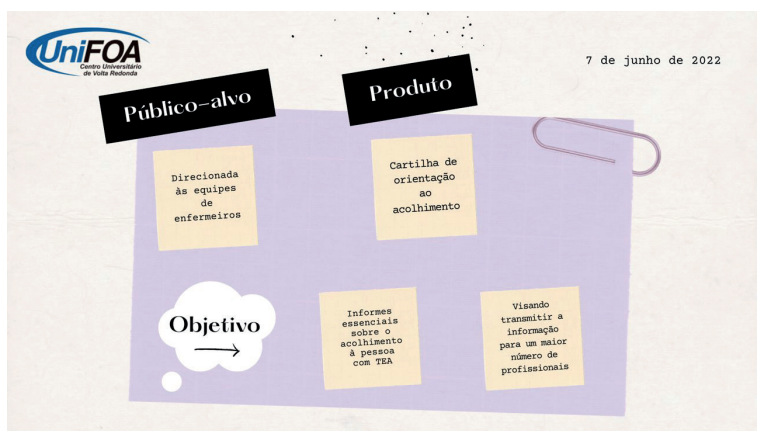 UniFOA
Centro Universitário
de Volta Redonda
7 de junho de 2022
Público-alvo
Produto
Direcionada
às equipes
de
enfermeiros
Cartilha de
orientação
ao
acolhimento
Objetivo
Informes
essenciais
sobre o
acolhimento
à pessoa
com TEA
Visando
transmitir a
informação
para um maior
número de
profissionais